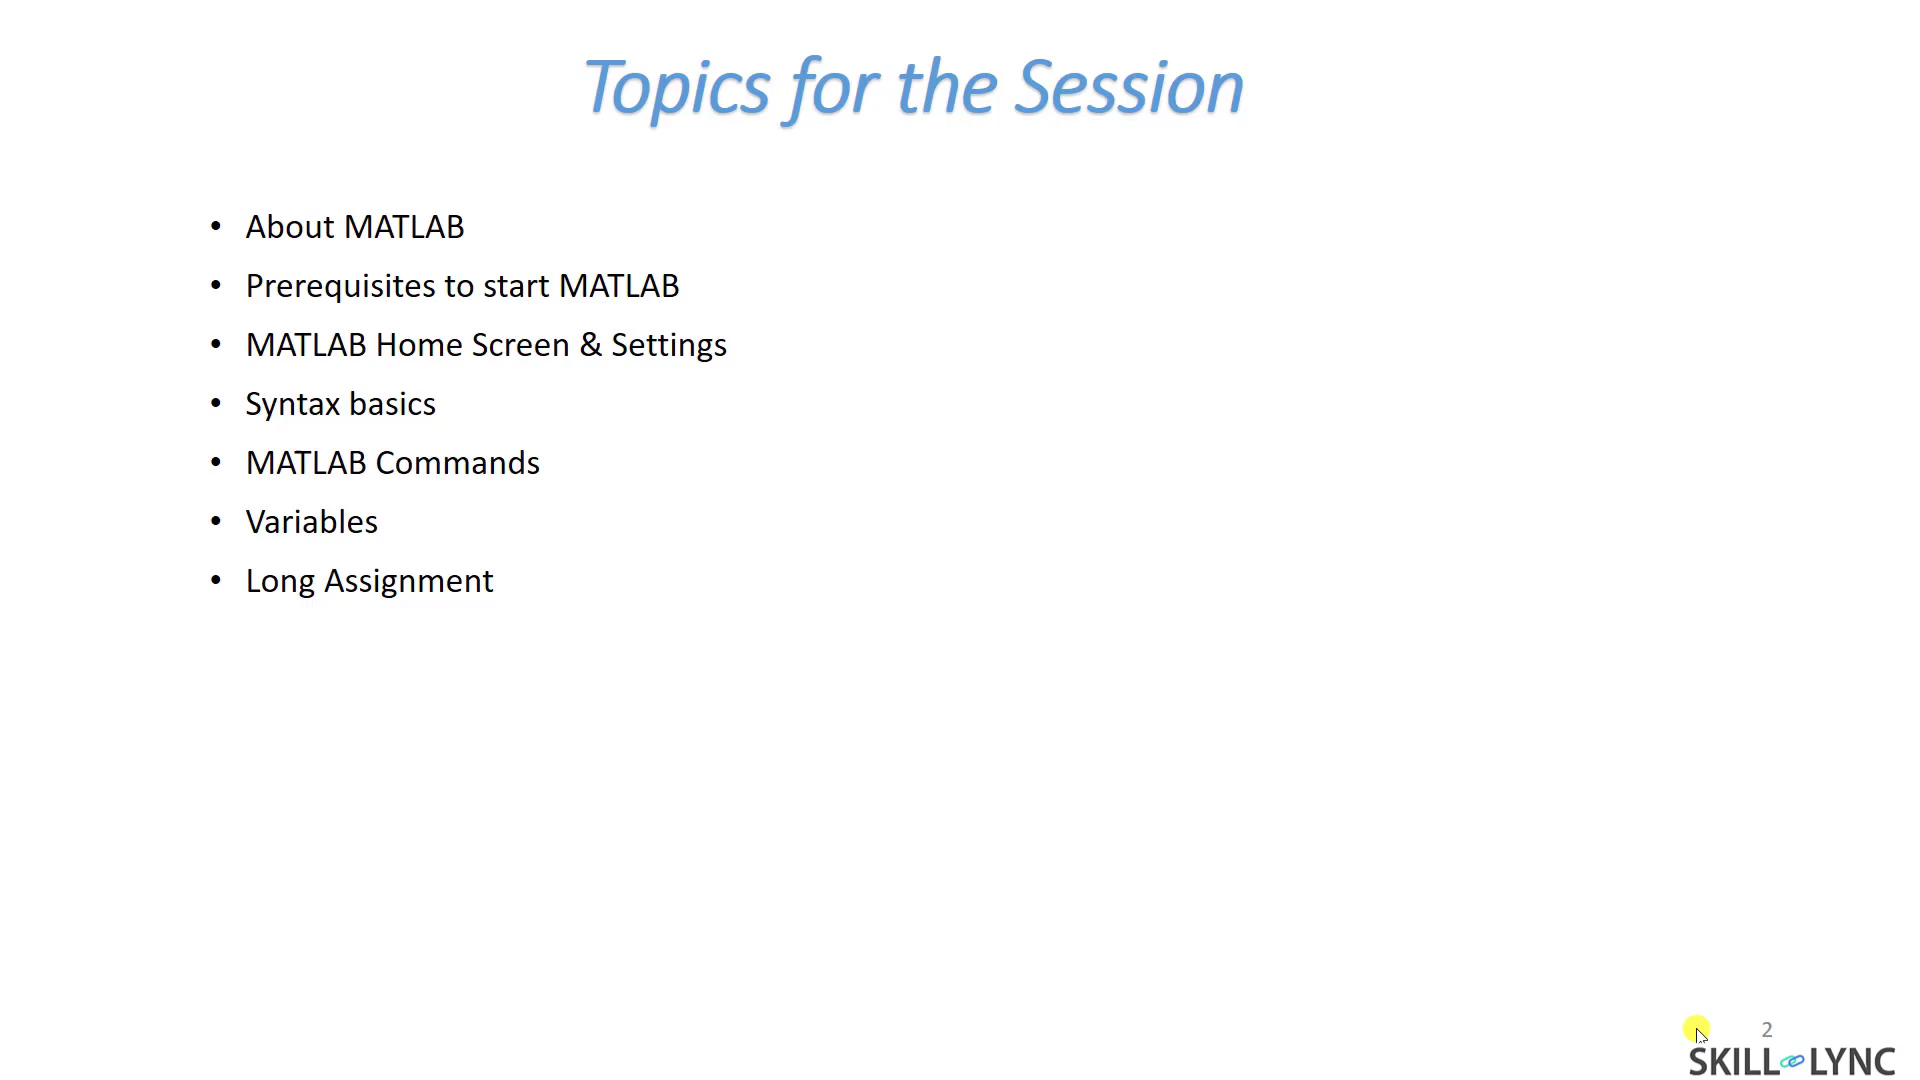 Topics for the Session
• About MATLAB
• Prerequisites to start MATLAB
• MATLAB Home Screen & Settings
• Syntax basics
• MATLAB Commands
• Variables
• Long Assignment
2
SKILL LYNC